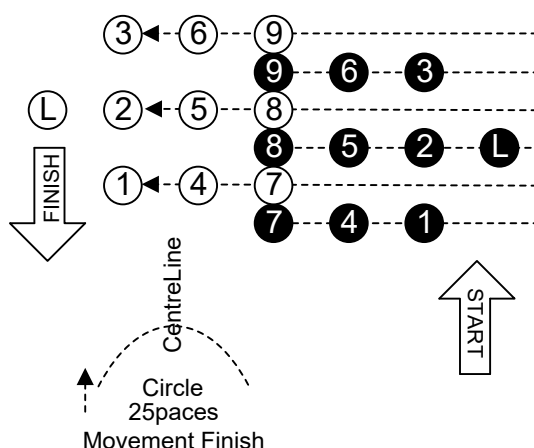 3 6 9
9 6 3
L 2 5 8
8 5 2 L
FINISH
1 4 7
7 4 1
CentreLine
START
Circle
25paces
Movement Finish